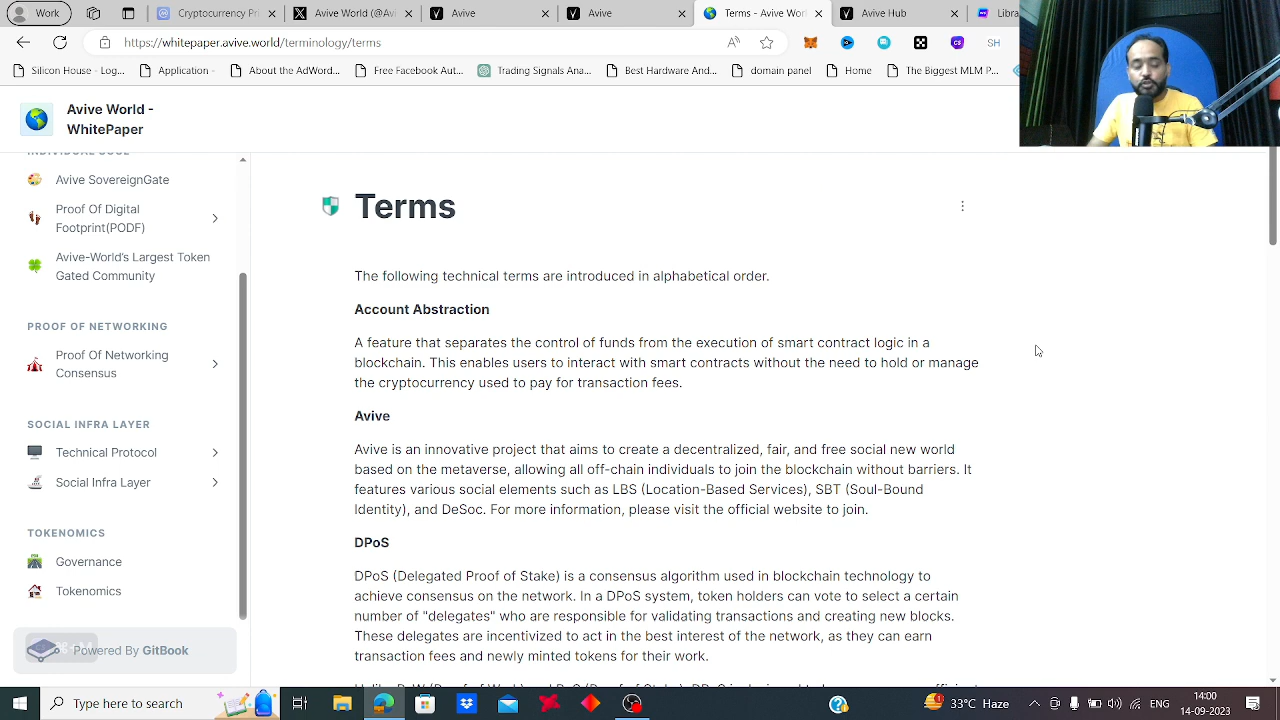 Work
Cryptocurrency Pri
Avive World (@Avi
Avive
Avive
Terms - Avive Wor
Avive Hub
Libr
https://whitepaper.avive.world/terminology/terms
SH
Silicon House - Log...
Application -
About the AdWor...
Free Facebook Aut...
Trading Signals Ana...
Best Hardware And...
domain panel
Home
The Biggest MLM P...
Avive World -
WhitePaper
Avive SovereignGate
Proof Of Digital
Footprint(PODF)
Avive-World's Largest Token
Gated Community
PROOF OF NETWORKING
Proof Of Networking
Consensus
SOCIAL INFRA LAYER
Technical Protocol
Social Infra Layer
TOKENOMICS
Governance
Tokenomics
Powered By GitBook
Terms
The following technical terms are introduced in alphabetical order.
Account Abstraction
A feature that separates the control of funds from the execution of smart contract logic in a
blockchain. This enables users to interact with smart contracts without the need to hold or manage
the cryptocurrency used to pay for transaction fees.
Avive
Avive is an innovative project that aims to create a decentralized, fair, and free social new world
based on the metaverse, allowing all off-chain individuals to join the blockchain without barriers. It
features various social elements such as LBS (Location-Based Services), SBT (Soul-Bound
Identity), and DeSoc. For more information, please visit the official website to join.
DPoS
DPoS (Delegated Proof of Stake) is a consensus algorithm used in blockchain technology to
achieve consensus on the network. In a DPoS system, token holders can vote to select a certain
number of "delegates" who are responsible for validating transactions and creating new blocks.
These delegates are incentivized to act in the best interest of the network, as they can earn
transaction fees and newly minted tokens for their work.
Type here to search
33°C Haze
ENG
14:00
14-09-2023